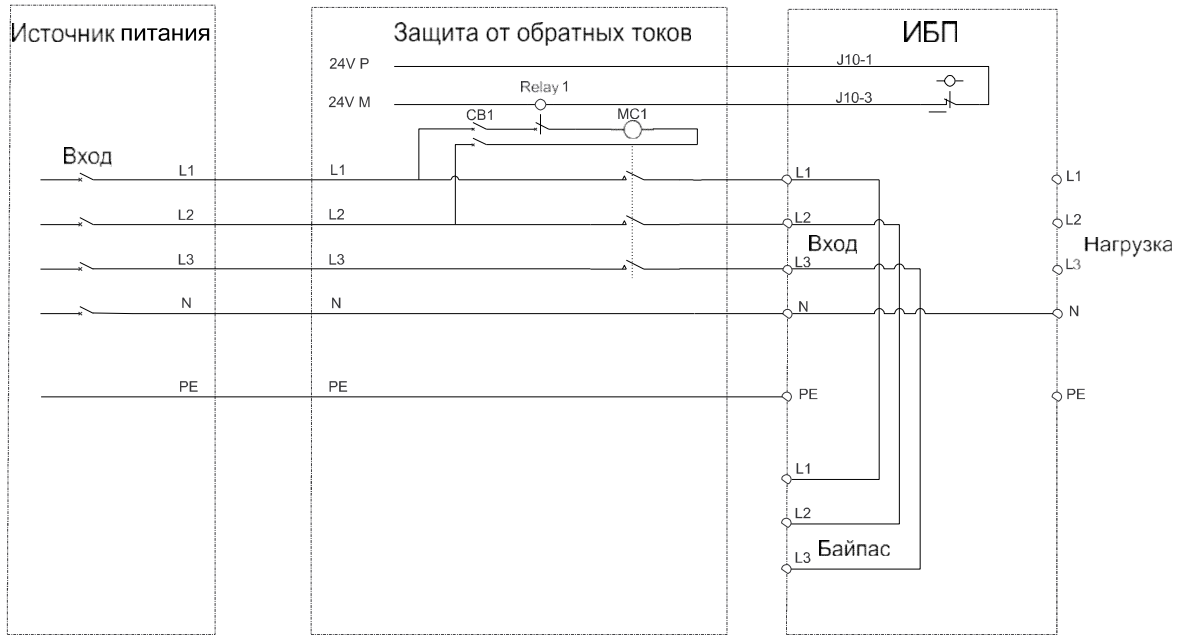 Источник питания
Защита от обратных токов
ИБП
24V P
J10-1
Relay 1
24V M
J10-3
CB1
MC1
Вход
L1
L1
L1
L1
L2
L2
L2
L2
Вход
Нагрузка
L3
L3
L3
L3
N
N
N
N
PE
PE
PE
PE
L1
L2
L3
Байпас